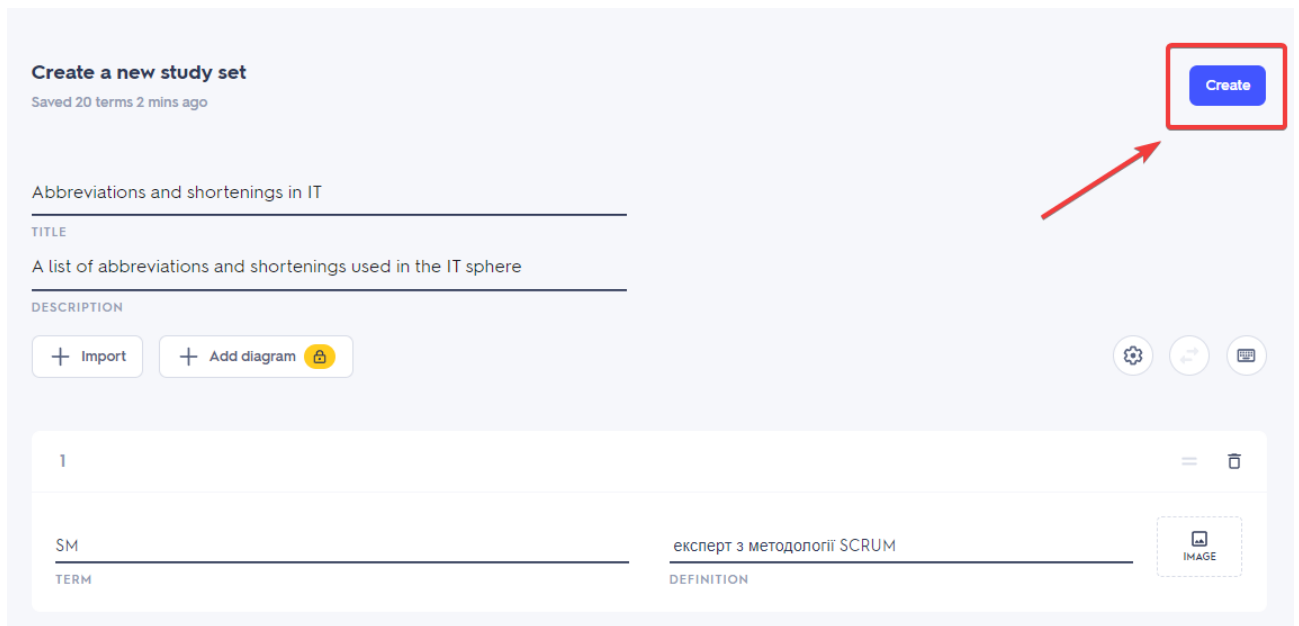 Create a new study set
Create
Saved 20 terms 2 mins ago
Abbreviations and shortenings in IT
TITLE
A list of abbreviations and shortenings used in the IT sphere
DESCRIPTION
Import
Add diagram
1
SM
експерт з методології SCRUM
IMAGE
TERM
DEFINITION